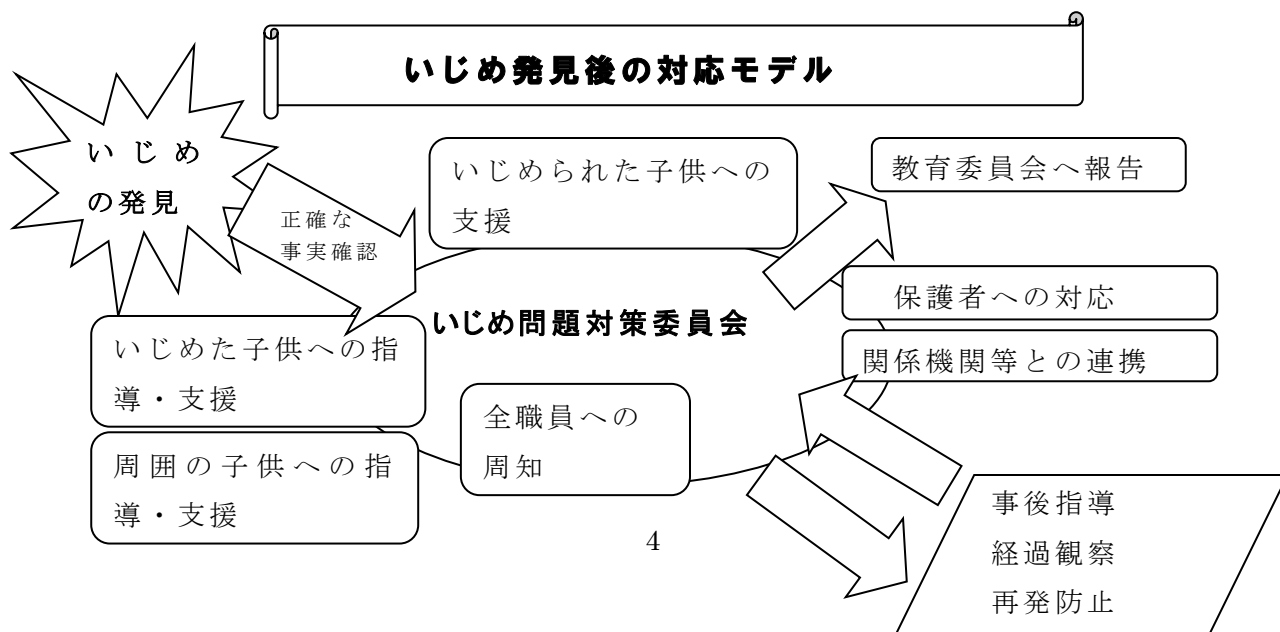 いじめ発見後の対応モデル
いじめ
の発見
正確な
事実確認
いじめられた子供への
支援
教育委員会へ報告
保護者への対応
関係機関等との連携
いじめ問題対策委員会
いじめた子供への指
導・支援
周囲の子供への指
導・支援
全職員への
周知
事後指導
経過観察
再発防止
4